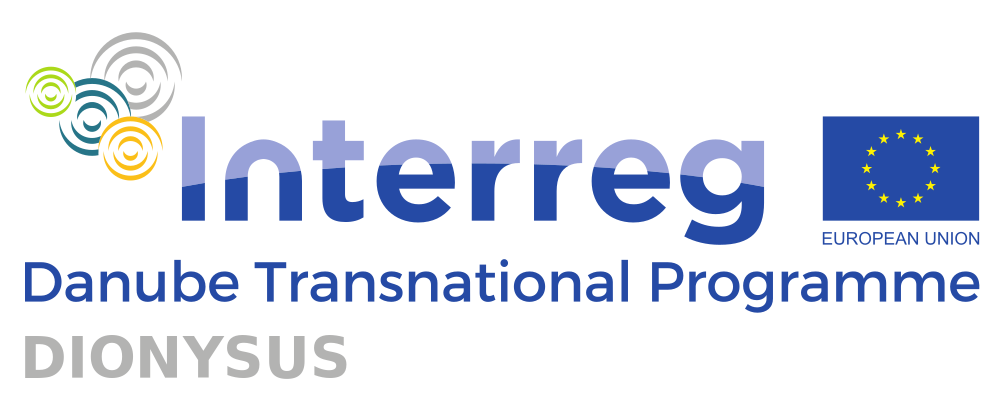 Interreg
EUROPEAN UNION
Danube Transnational Programme
DIONYSUS